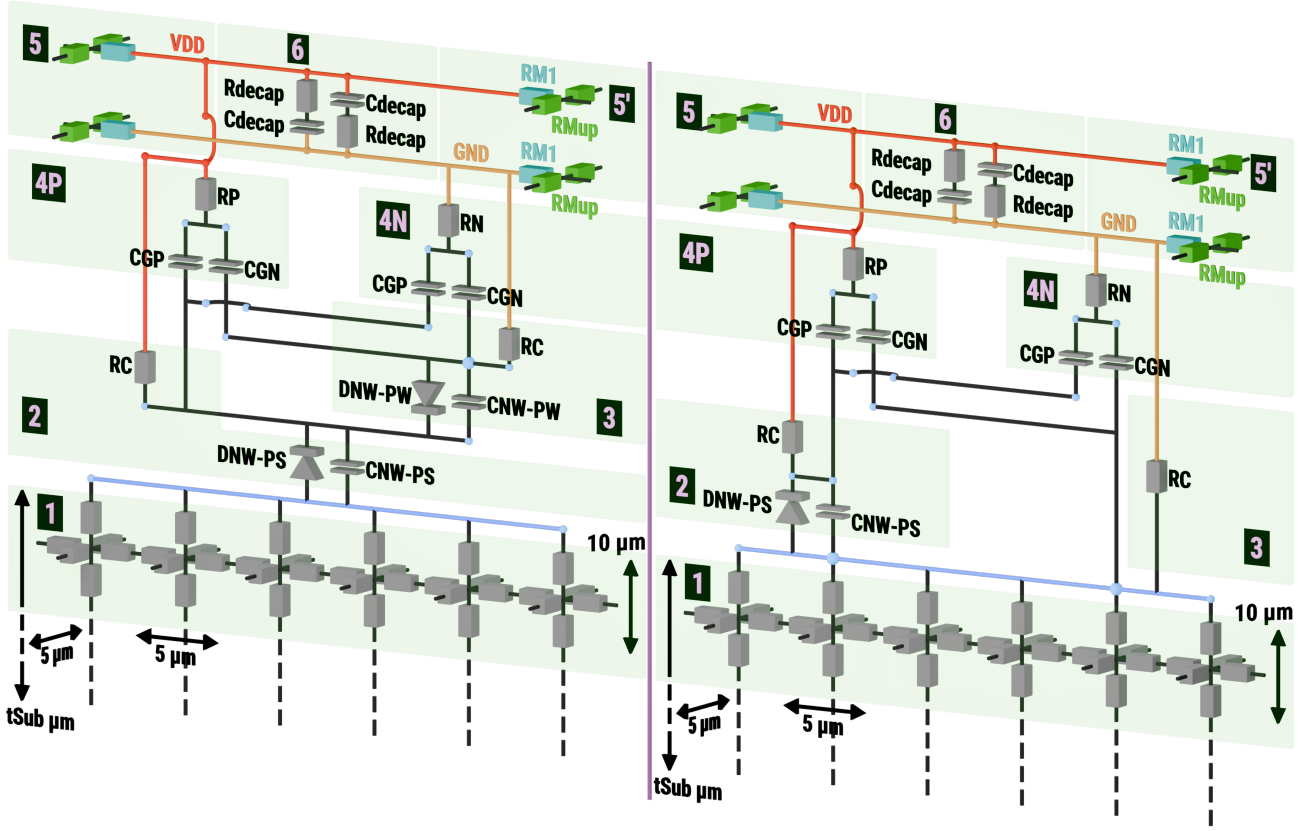 5
VDD
6
RM1
5'
Rdecap
Cdecap
Cdecap
Rdecap
RMup
GND
RM1
RMup
4P
RP
4N
RN
CGP
CGN
CGP
CGN
RC
RC
DNW-PW
CNW-PW
2
3
DNW-PS
CNW-PS
1
10 µm
5 µm
5 µm
tSub µm
5
VDD
6
RM1
5'
Rdecap
Cdecap
Cdecap
Rdecap
RMup
GND
RM1
RMup
4P
RP
4N
RN
CGP
CGN
CGP
CGN
RC
RC
2
DNW-PS
CNW-PS
3
1
10 µm
5 µm
5 µm
tSub µm